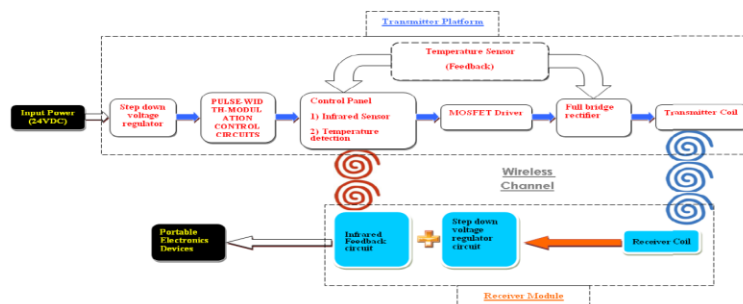 Transmitter Platform
Temperature Sensor
(Feedback)
Input Power
(24VDC)
Step down
voltage
regulator
PULSE-WID
TH-MODUL
ATION
CONTROL
CIRCUITS
Control Panel
1) Infrared Sensor
2) Temperature
detection
MOSFET Driver
Full bridge
rectifier
Transmitter Coil
Wireless
Channel
Portable
Electronics
Devices
Infrared
Feedback
circuit
Step down
voltage
regulator
circuit
Receiver Coil
Receiver Module